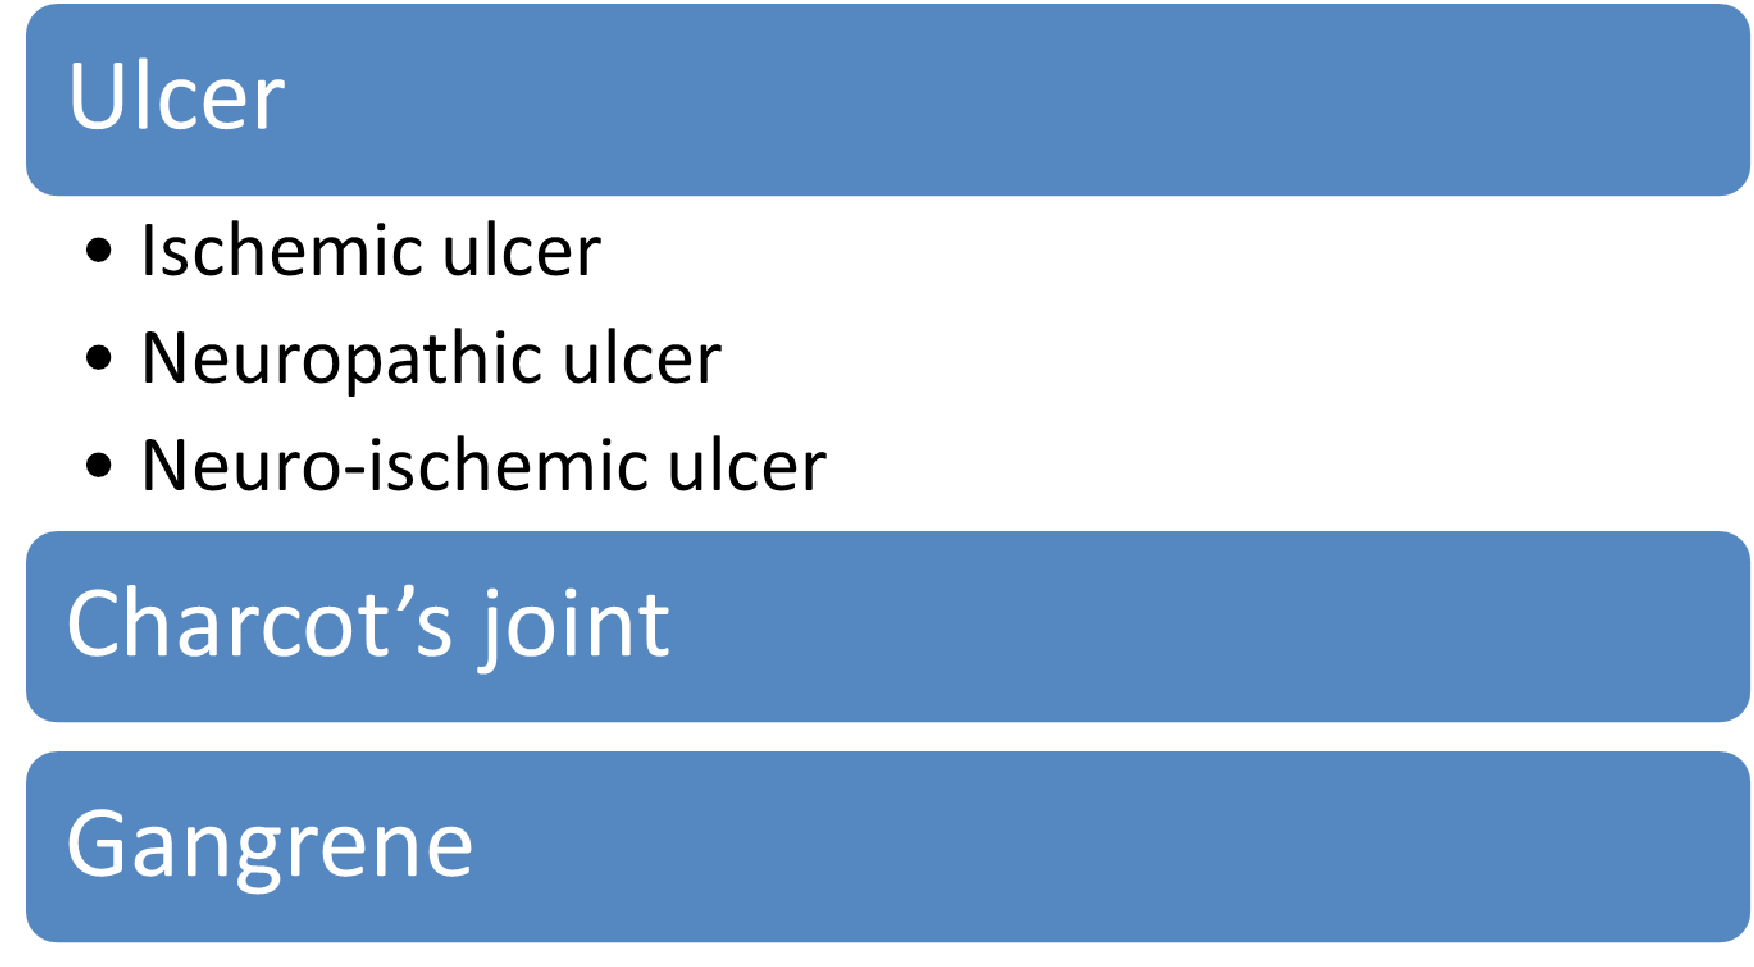 Ulcer
• Ischemic ulcer
• Neuropathic ulcer
• Neuro-ischemic ulcer
Charcot’s joint
Gangrene